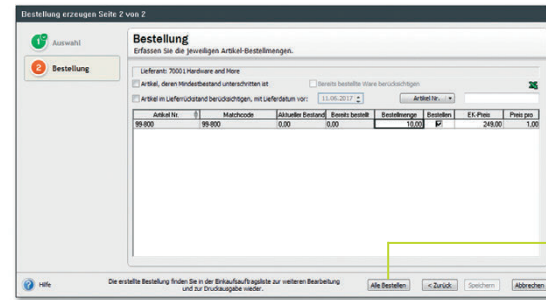 Bestellung erzeugen Seite 2 von 2
1 Auswahl
2 Bestellung
Bestellung
Erfassen Sie die jeweiligen Artikel-Bestellmengen.
Lieferant: 70001 Hardware and More
Artikel, deren Mindestbestand unterschritten ist
Bereits bestellte Ware berücksichtigen
Artikel im Lieferrückstand berücksichtigen, mit Lieferdatum vor: 11.06.2017 Artikel Nr.
Artikel Nr. Matchcode Aktueller Bestand Bereits bestellt Bestellmenge Bestellen EK-Preis Preis pro
99-800 99-800 0,00 0,00 10,00 249,00 1,00
Hilfe
Die erstellte Bestellung finden Sie in der Einkaufsauftragsliste zur weiteren Bearbeitung
und zur Druckausgabe wieder.
Alle Bestellen < Zurück Speichern Abbrechen